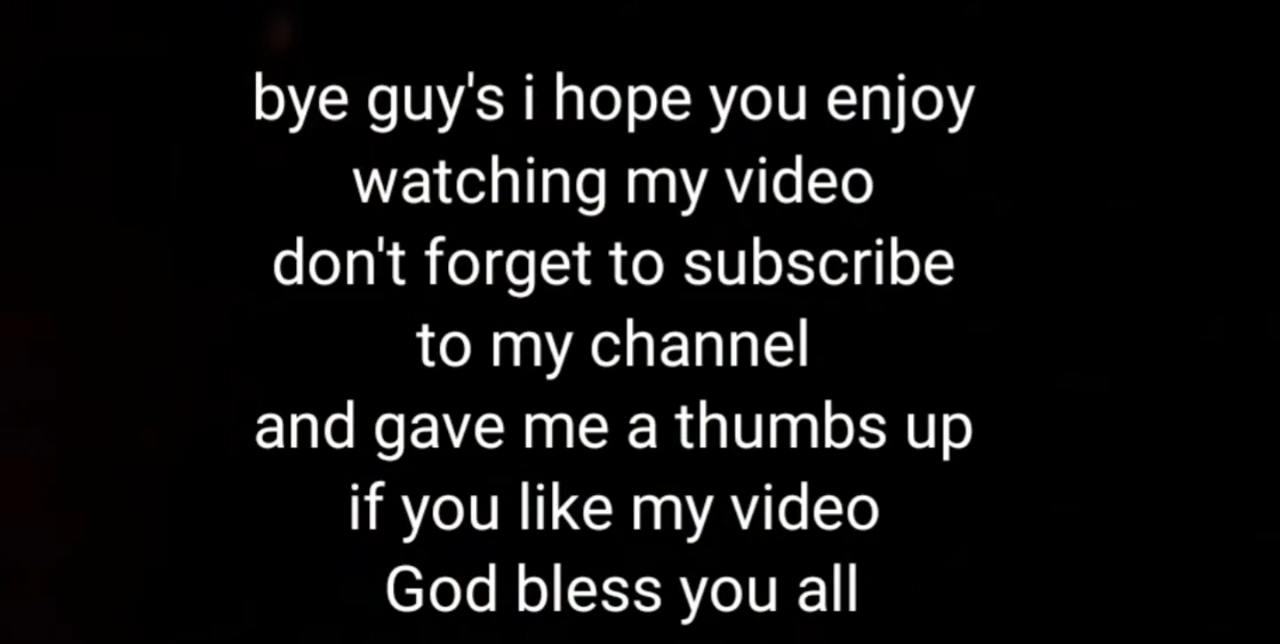 bye guy's i hope you enjoy
watching my video
don't forget to subscribe
to my channel
and gave me a thumbs up
if you like my video
God bless you all